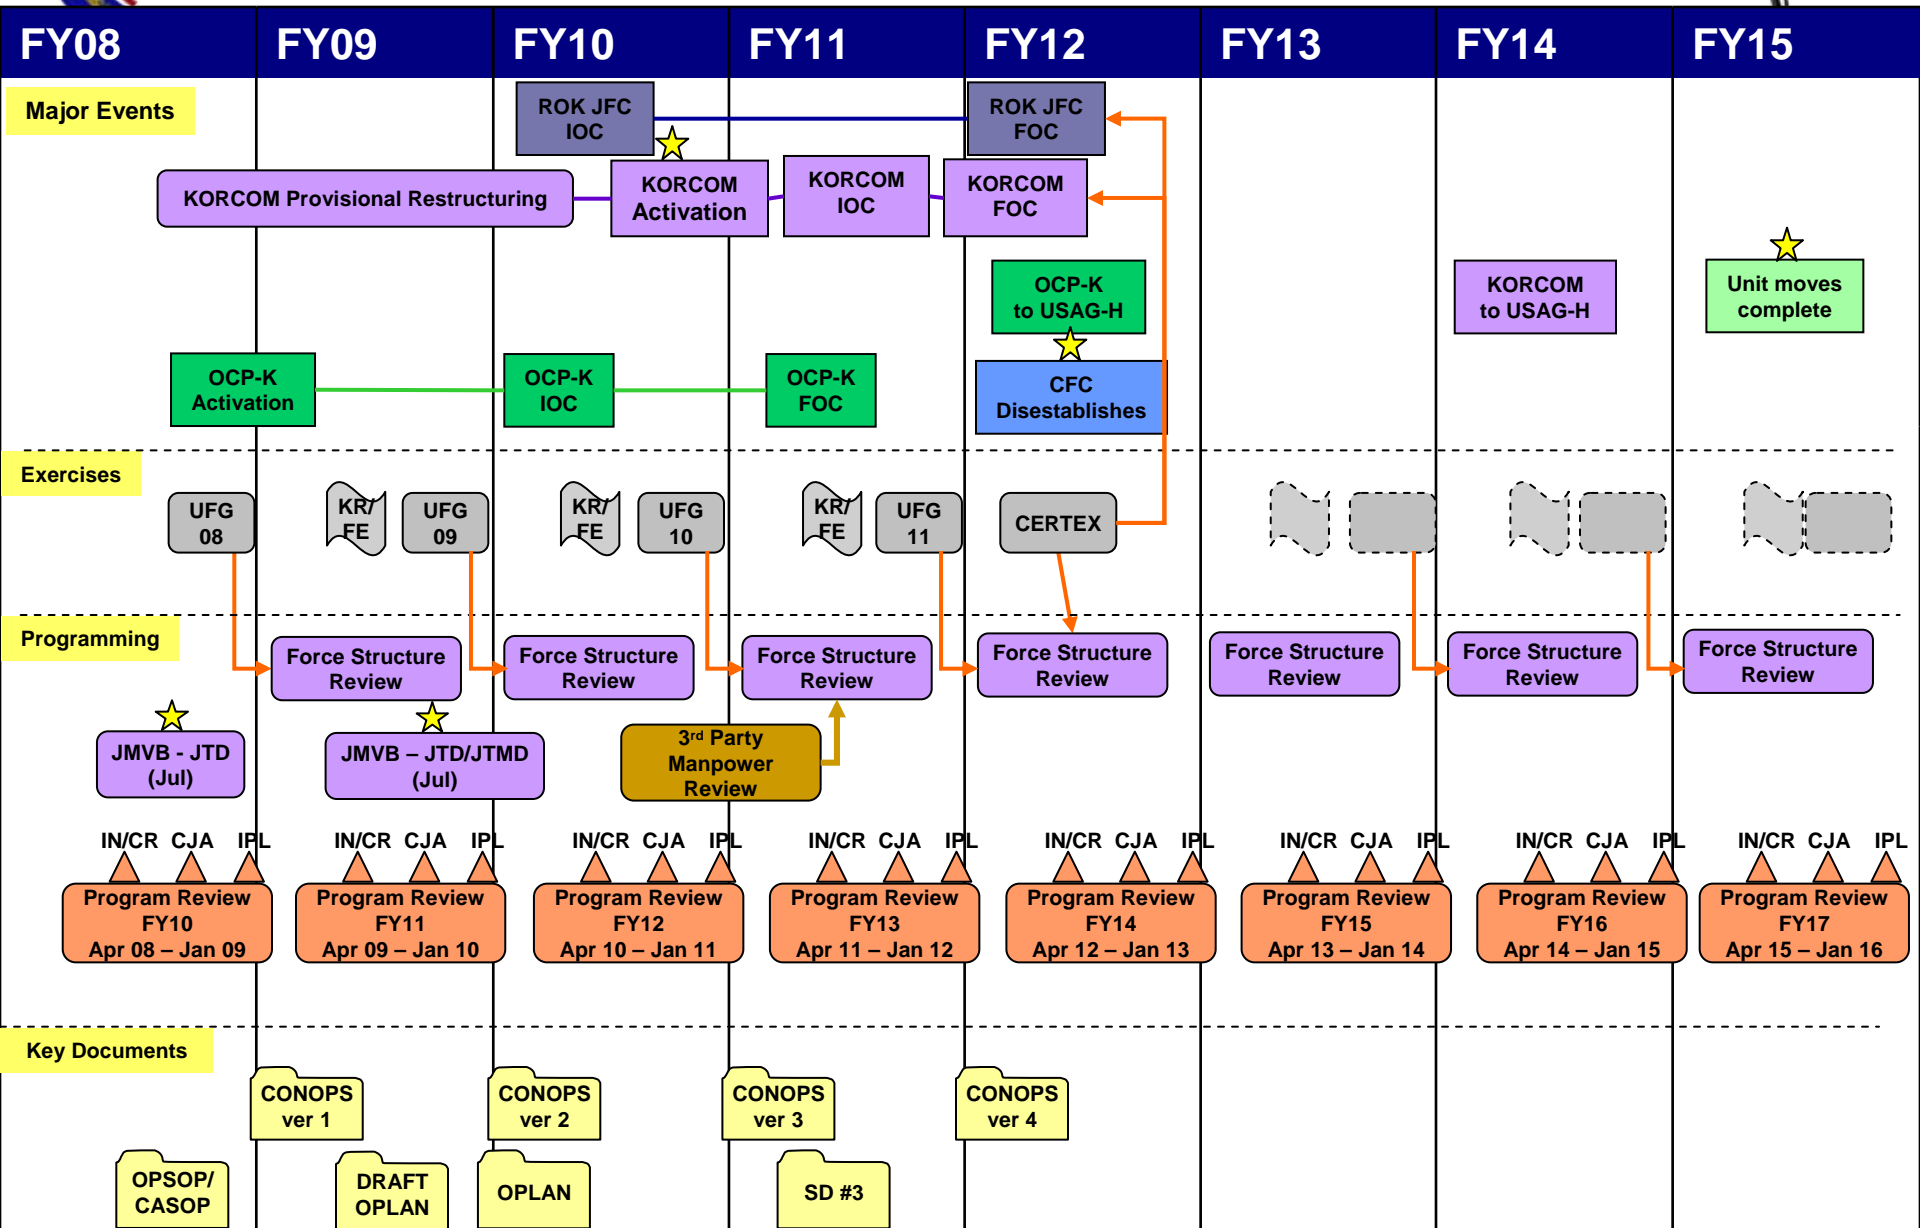 FY08 FY09 FY10 FY11 FY12 FY13 FY14 FY15
Major Events
ROK JFC
IOC
ROK JFC
FOC
KORCOM Provisional Restructuring
KORCOM
Activation
KORCOM
IOC
KORCOM
FOC
OCP-K
to USAG-H
KORCOM
to USAG-H
Unit moves
complete
OCP-K
Activation
OCP-K
IOC
OCP-K
FOC
CFC
Disestablishes
Exercises
UFG
08
KR/
FE
UFG
09
KR/
FE
UFG
10
KR/
FE
UFG
11
CERTEX
Programming
Force Structure
Review
Force Structure
Review
Force Structure
Review
Force Structure
Review
Force Structure
Review
Force Structure
Review
Force Structure
Review
JMVB - JTD
(Jul)
JMVB – JTD/JTMD
(Jul)
3rd Party
Manpower
Review
IN/CR CJA IPL
IN/CR CJA IPL
IN/CR CJA IPL
IN/CR CJA IPL
IN/CR CJA IPL
IN/CR CJA IPL
IN/CR CJA IPL
IN/CR CJA IPL
Program Review
FY10
Apr 08 – Jan 09
Program Review
FY11
Apr 09 – Jan 10
Program Review
FY12
Apr 10 – Jan 11
Program Review
FY13
Apr 11 – Jan 12
Program Review
FY14
Apr 12 – Jan 13
Program Review
FY15
Apr 13 – Jan 14
Program Review
FY16
Apr 14 – Jan 15
Program Review
FY17
Apr 15 – Jan 16
Key Documents
CONOPS
ver 1
CONOPS
ver 2
CONOPS
ver 3
CONOPS
ver 4
OPSOP/
CASOP
DRAFT
OPLAN
OPLAN
SD #3